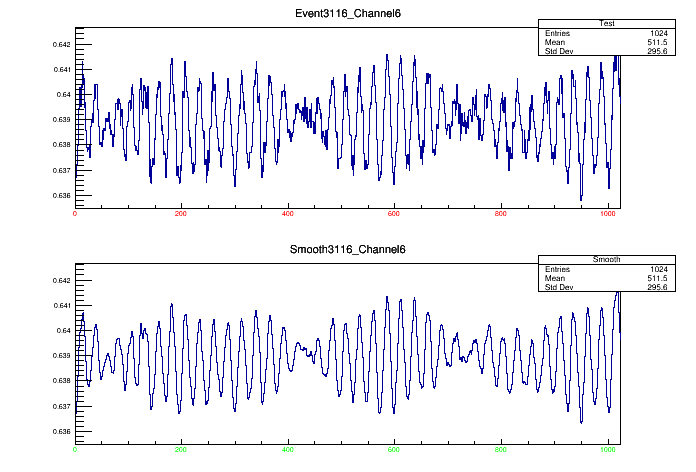 Event3116_Channel6
Test
Entries 1024
Mean 511.5
Std Dev 295.6
0.642
0.641
0.64
0.639
0.638
0.637
0.636
0 200 400 600 800 1000
Smooth3116_Channel6
Smooth
Entries 1024
Mean 511.5
Std Dev 295.6
0.642
0.641
0.64
0.639
0.638
0.637
0.636
0 200 400 600 800 1000